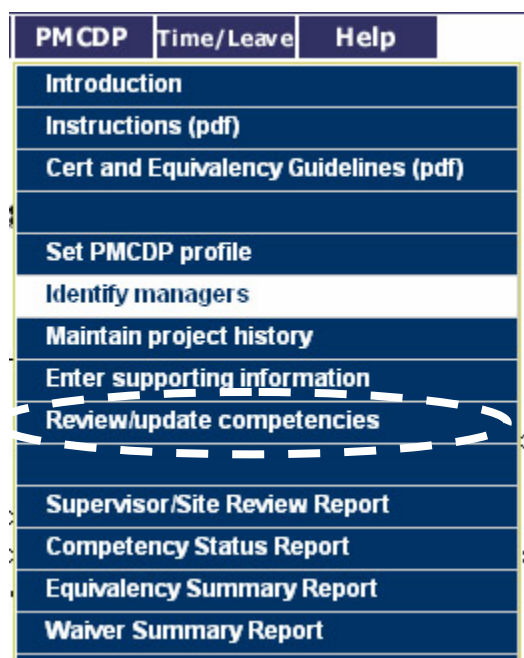 PMCDP Time/Leave Help
Introduction
Instructions (pdf)
Cert and Equivalency Guidelines (pdf)
Set PMCDP profile
Identify managers
Maintain project history
Enter supporting information
Review/update competencies
Supervisor/Site Review Report
Competency Status Report
Equivalency Summary Report
Waiver Summary Report